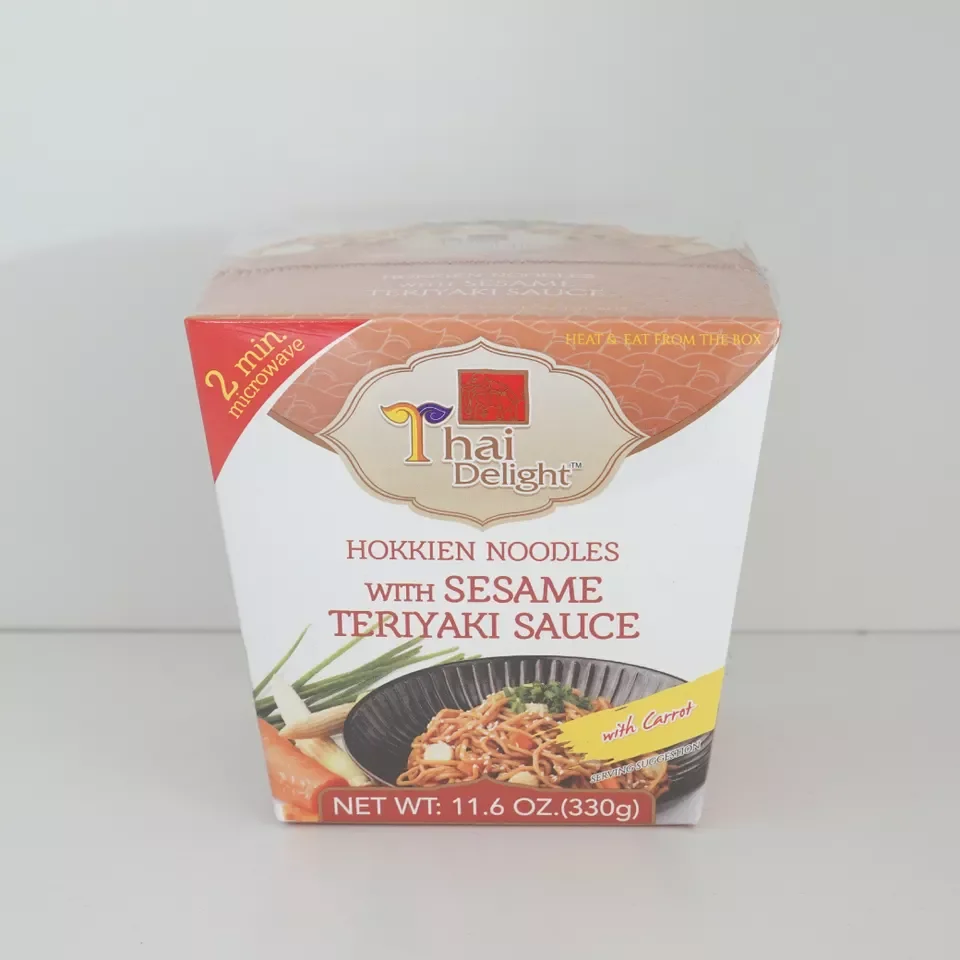 HOKKIEN NOODLES
WITH SESAME
TERIYAKI SAUCE
2 min
microwave
HEAT & EAT FROM THE BOX
Thai
Delight™
HOKKIEN NOODLES
WITH SESAME
TERIYAKI SAUCE
with Carrot
SERVING SUGGESTION
NET WT: 11.6 OZ.(330g)